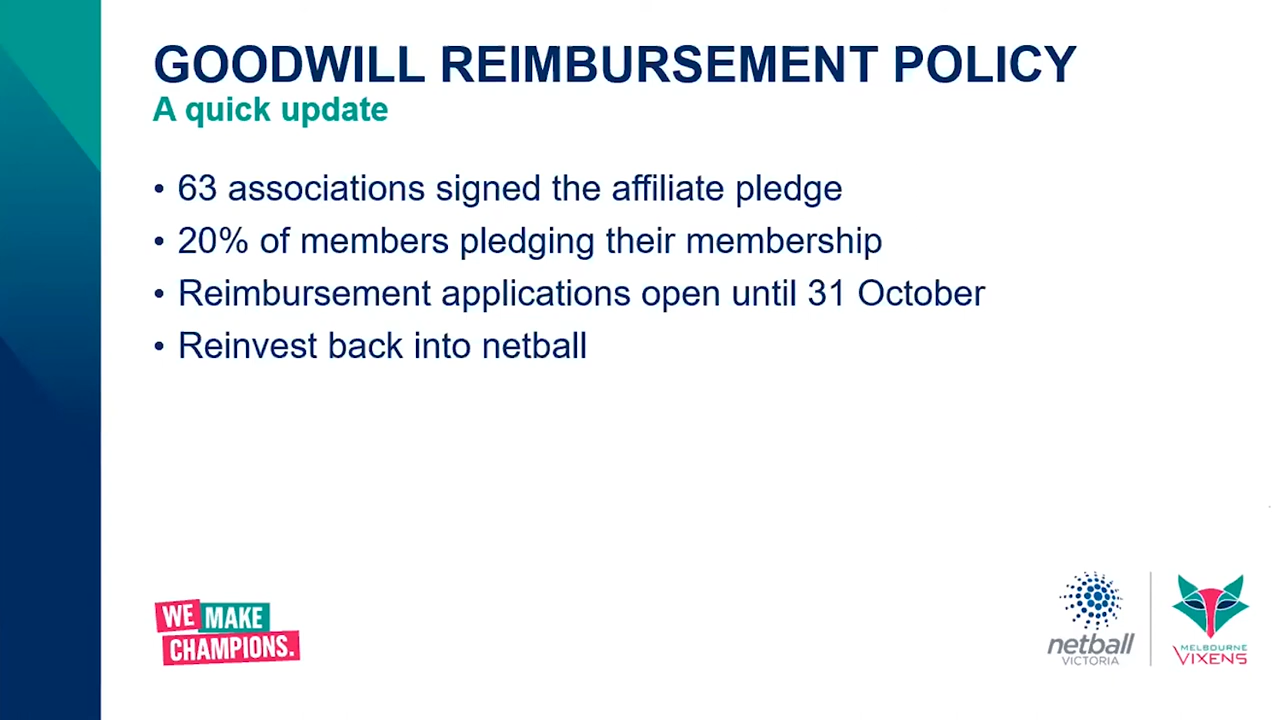 GOODWILL REIMBURSEMENT POLICY
A quick update
• 63 associations signed the affiliate pledge
• 20% of members pledging their membership
• Reimbursement applications open until 31 October
• Reinvest back into netball
WE MAKE
CHAMPIONS.
netball
VICTORIA
MELBOURNE
VIXENS